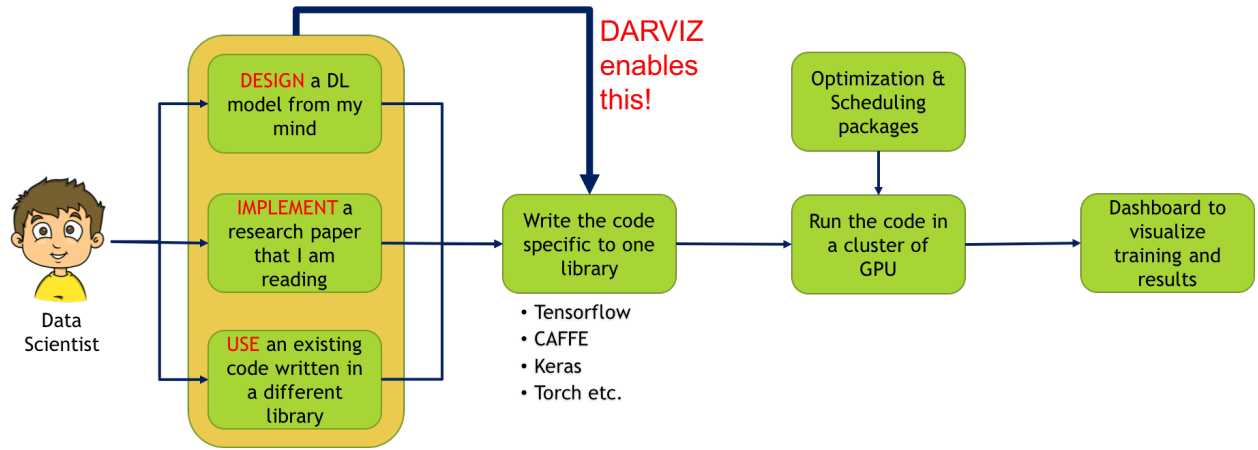 DARVIZ
enables
this!
DESIGN a DL
model from my
mind
IMPLEMENT a
research paper
that I am
reading
USE an existing
code written in
a different
library
Data
Scientist
Write the code
specific to one
library
• Tensorflow
• CAFFE
• Keras
• Torch etc.
Optimization &
Scheduling
packages
Run the code in
a cluster of
GPU
Dashboard to
visualize
training and
results